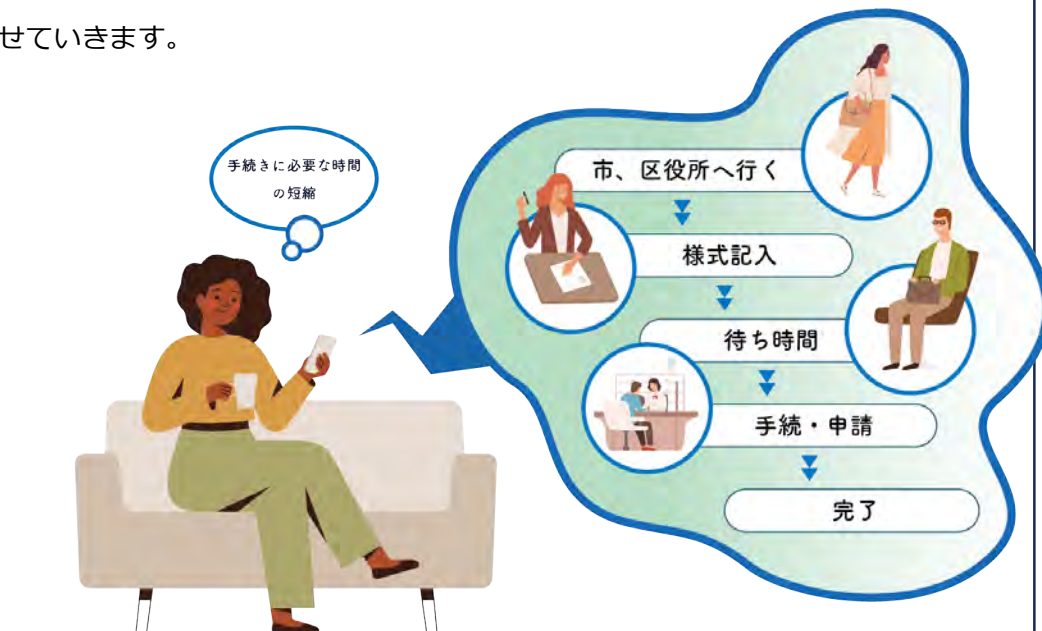 せていきます。
手続きに必要な時間
の短縮
市、区役所へ行く
様式記入
待ち時間
手続・申請
完了